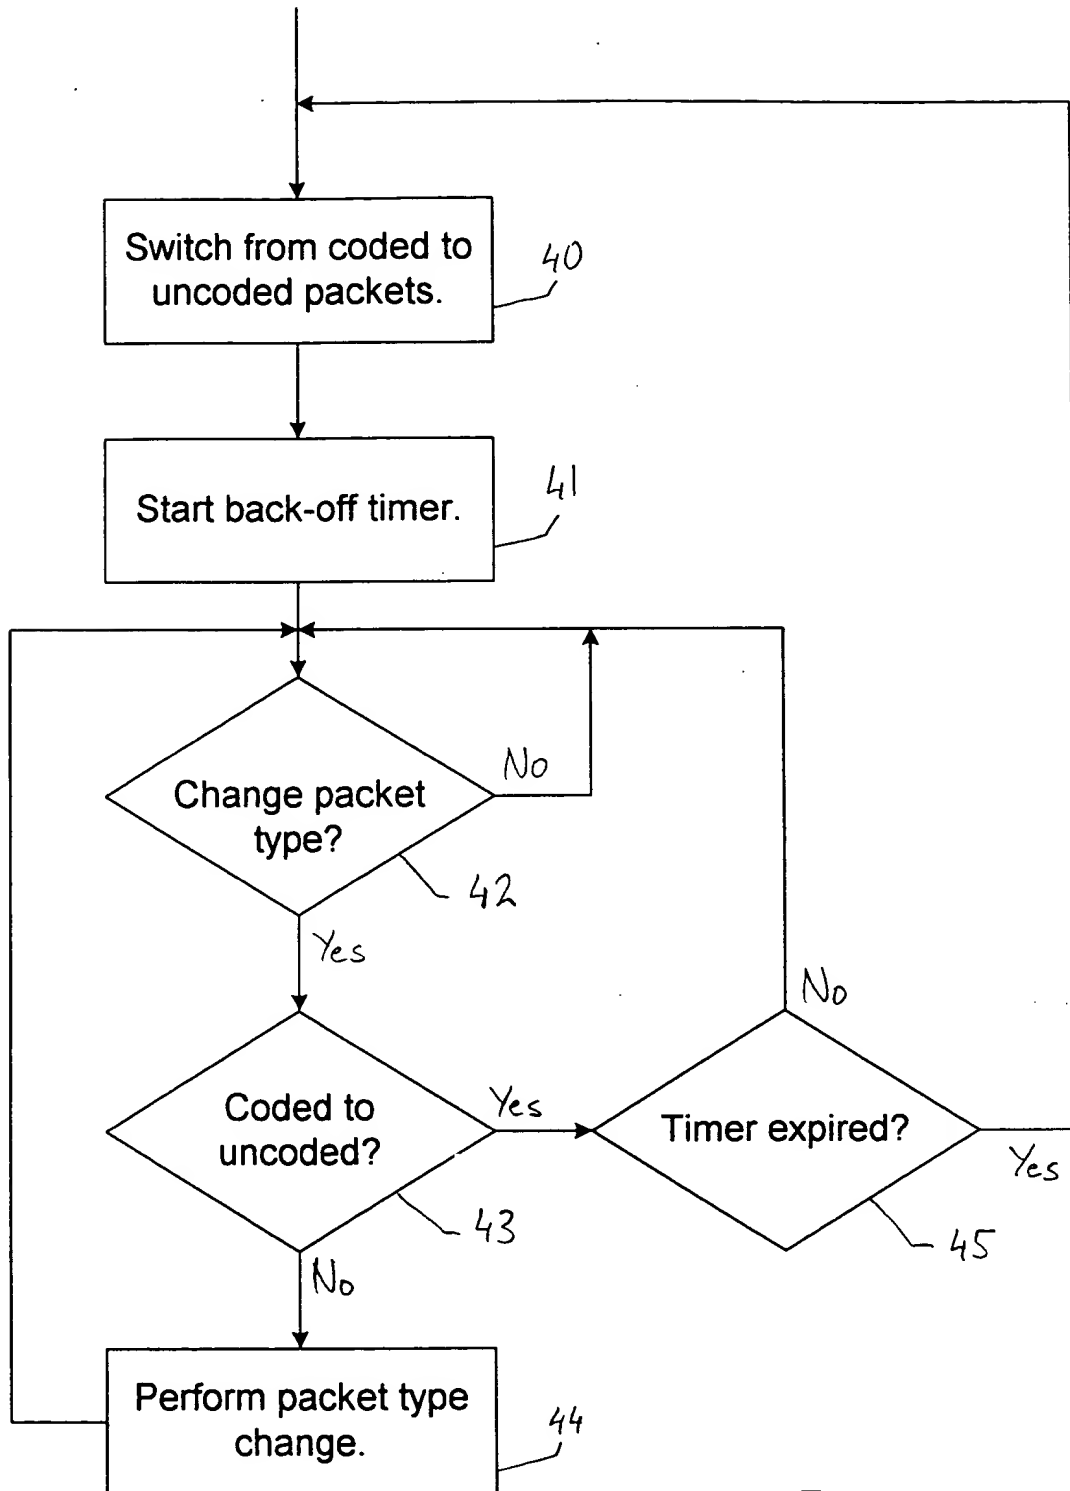 Switch from coded to
uncoded packets.
40
Start back-off timer.
41
Change packet
type?
No
42
Yes
Coded to
uncoded?
Yes
43
No
Timer expired?
No
Yes
45
Perform packet type
change.
44